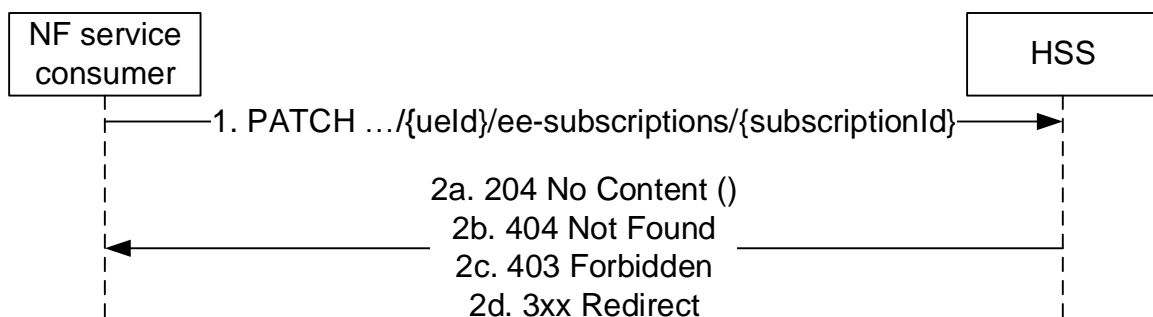 NF service
consumer
HSS
1. PATCH …/{ueId}/ee-subscriptions/{subscriptionId}
2a. 204 No Content ()
2b. 404 Not Found
2c. 403 Forbidden
2d. 3xx Redirect